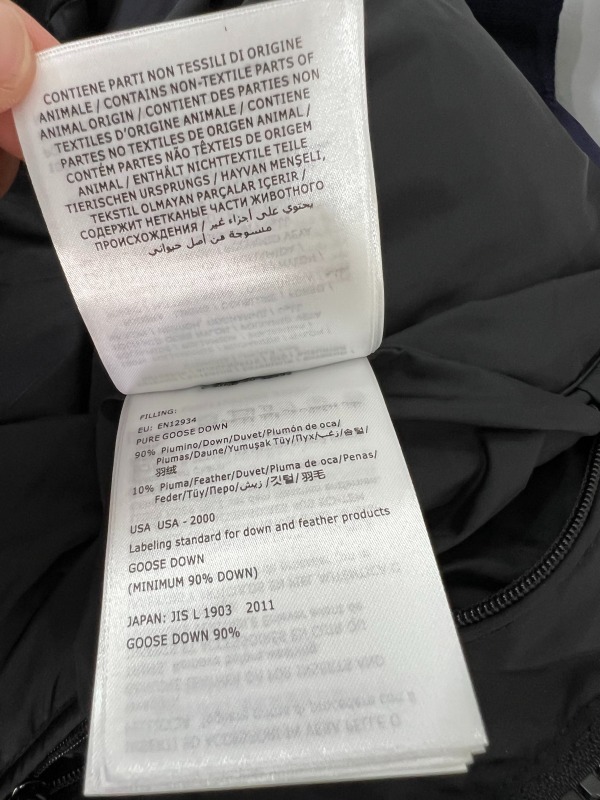 CONTIENE PARTI NON TESSILI DI ORIGINE
ANIMALE / CONTAINS NON-TEXTILE PARTS OF
ANIMAL ORIGIN / CONTIENT DES PARTIES NON
TEXTILES D'ORIGINE ANIMALE / CONTIENE
PARTES NO TEXTILES DE ORIGEN ANIMAL /
CONTÉM PARTES NÃO TÊXTEIS DE ORIGEM
ANIMAL / ENTHÄLT NICHTTEXTILE TEILE
TIERISCHEN URSPRUNGS / HAYVAN MENŞELİ,
TEKSTIL OLMAYAN PARÇALAR IÇERIR /
СОДЕРЖИТ НЕТКАНЫЕ ЧАСТИ ЖИВОТНОГО
ПРОИСХОЖДЕНИЯ / يحتوي على أجزاء غير
منسوجة من أصل حيواني
FILLING:
EU: EN12934
PURE GOOSE DOWN
90% Piumino/Down/Duvet/Plumón de oca/
Plumas/Daune/Yumuşak Tüy/Пух/زغب/솜털/
羽绒
10% Piuma/Feather/Duvet/Pluma de oca/Penas/
Feder/Tüy/Перо/ريش/깃털/羽毛
USA USA - 2000
Labeling standard for down and feather products
GOOSE DOWN
(MINIMUM 90% DOWN)
JAPAN: JIS L 1903 2011
GOOSE DOWN 90%